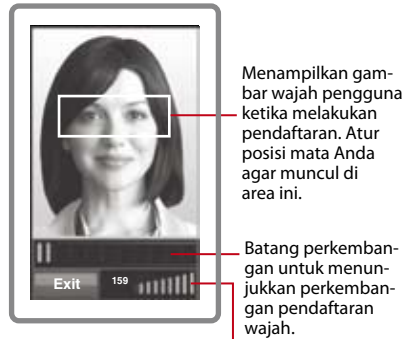 Menampilkan gam-
bar wajah pengguna
ketika melakukan
pendaftaran. Atur
posisi mata Anda
agar muncul di
area ini.
Batang perkemban-
gan untuk menun-
jukkan perkemban-
gan pendaftaran
wajah.
Exit
159